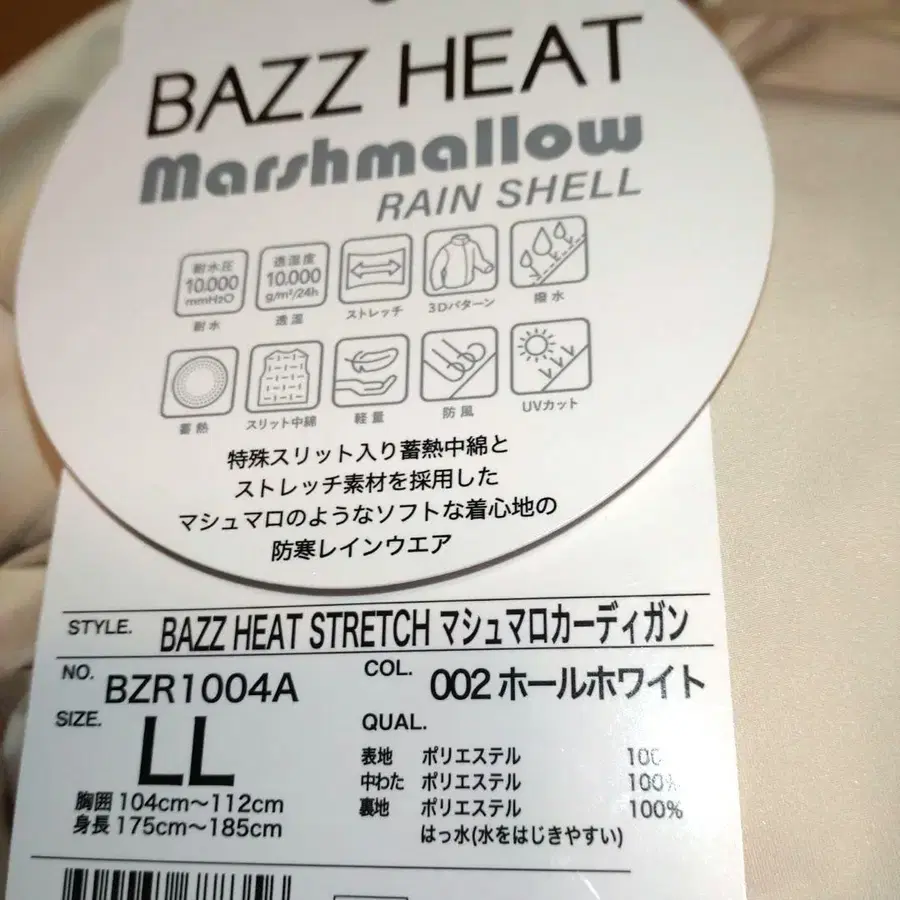 BAZZ HEAT
Marshmallow
RAIN SHELL
耐水圧
10,000
mmH2O
耐水
透湿度
10,000
g/m²/24h
透湿
ストレッチ
3Dパターン
撥水
蓄熱
スリット中綿
軽量
防風
UVカット
特殊スリット入り蓄熱中綿と
ストレッチ素材を採用した
マシュマロのようなソフトな着心地の
防寒レインウエア
STYLE. BAZZ HEAT STRETCH マシュマロカーディガン
NO. BZR1004A
COL. 002 ホールホワイト
SIZE. LL
胸囲 104cm〜112cm
身長 175cm〜185cm
QUAL.
表地 ポリエステル 100
中わた ポリエステル 100%
裏地 ポリエステル 100%
はっ水(水をはじきやすい)